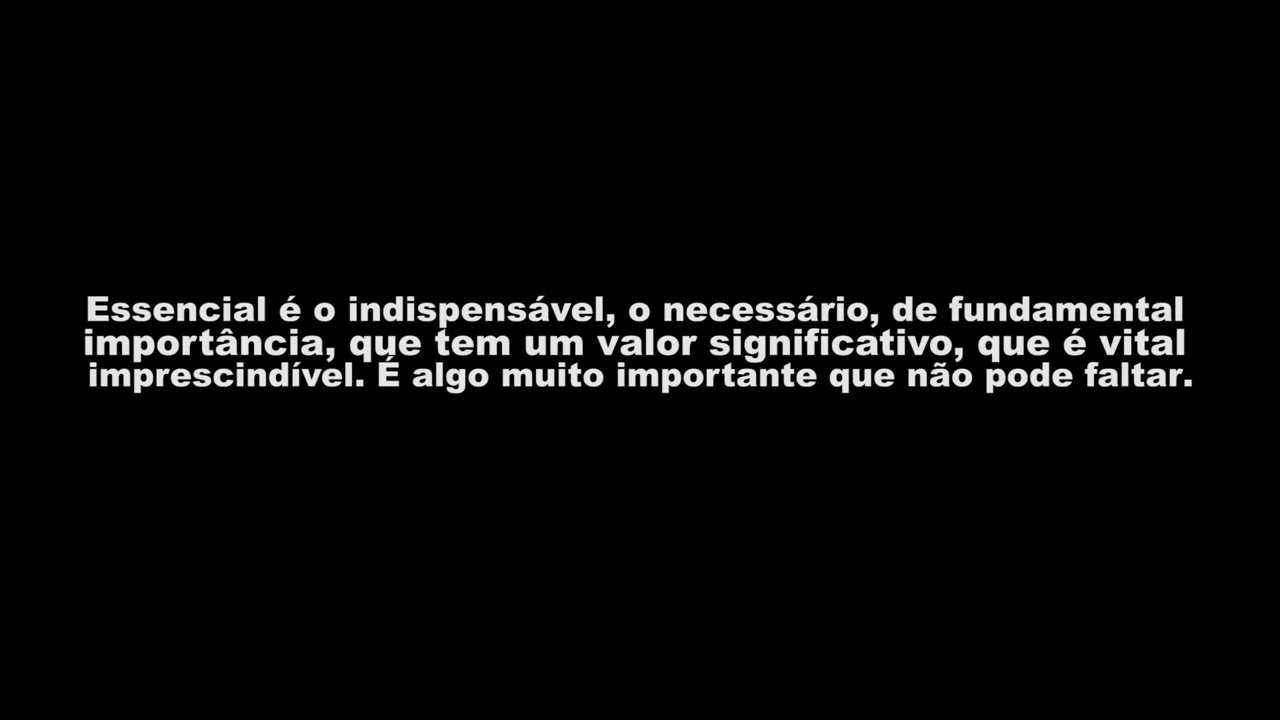 Essencial é o indispensável, o necessário, de fundamental
importância, que tem um valor significativo, que é vital
imprescindível. É algo muito importante que não pode faltar.